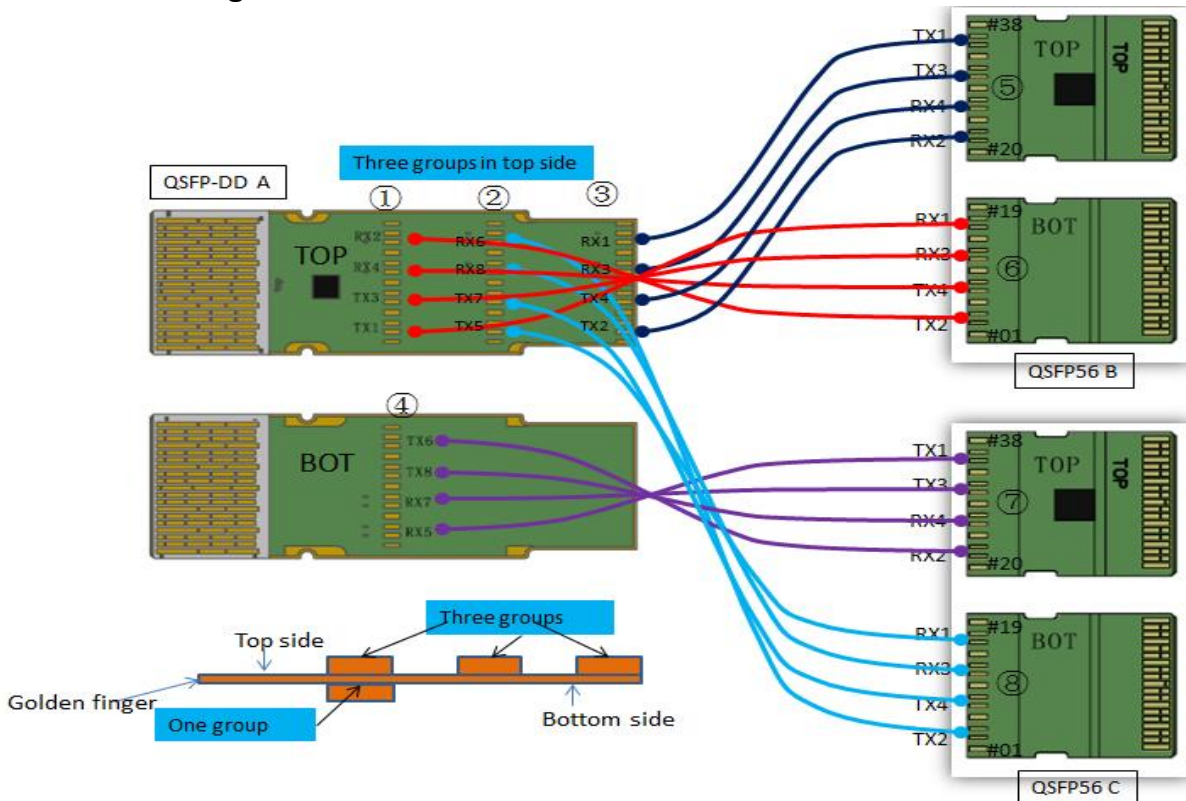 TX1
TX3
RX4
RX2
#38
TOP
TOP
⑤
#20
Three groups in top side
QSFP-DD A
①
②
③
TOP
RX2
RX4
TX3
TX1
RX6
RX8
TX7
TX5
RX1
RX3
TX4
TX2
RX1
RX3
TX4
TX2
#19
BOT
⑥
#01
QSFP56 B
④
BOT
TX6
TX8
RX7
RX5
TX1
TX3
RX4
RX2
#38
TOP
TOP
⑦
#20
Three groups
Top side
Golden finger
One group
Bottom side
RX1
RX3
TX4
TX2
#19
BOT
⑧
#01
QSFP56 C